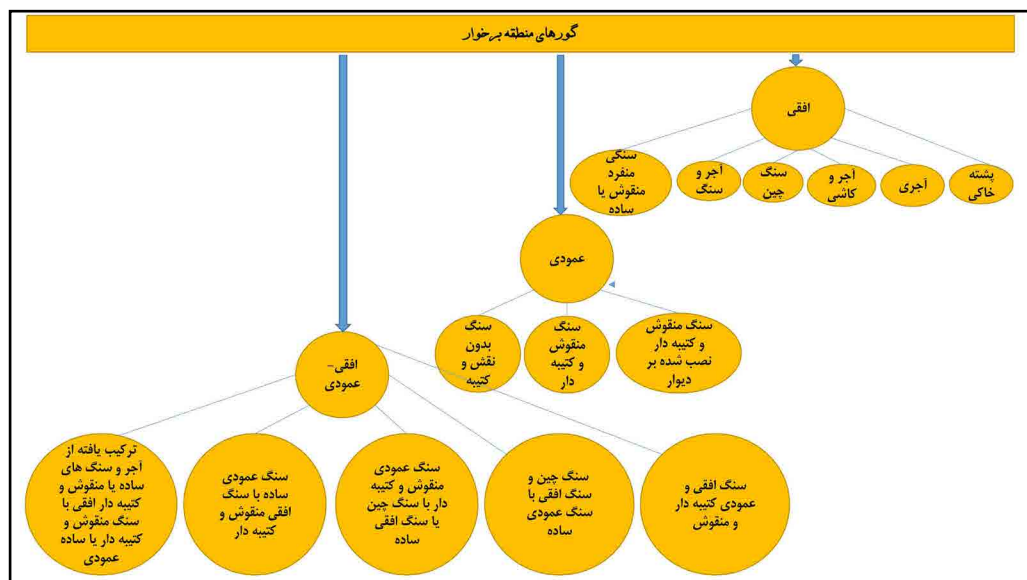 گورهای منطقه برخوار
افقی
پشته
خاکی
آجری
آجر و
کاشی
سنگ
چین
آجر و
سنگ
سنگی
منفرد
منقوش یا
ساده
عمودی
سنگ منقوش
و کتیبه دار
نصب شده بر
دیوار
سنگ
منقوش
و کتیبه
دار
سنگ
بدون
نقش و
کتیبه
افقی-
عمودی
سنگ افقی و
عمودی کتیبه دار
و منقوش
سنگ چین و
سنگ افقی با
سنگ عمودی
ساده
سنگ عمودی
منقوش و کتیبه
دار با سنگ چین
یا سنگ افقی
ساده
سنگ عمودی
ساده با سنگ
افقی منقوش و
کتیبه دار
ترکیب یافته از
آجر و سنگ های
ساده یا منقوش و
کتیبه دار افقی با
سنگ منقوش و
کتیبه دار یا ساده
عمودی